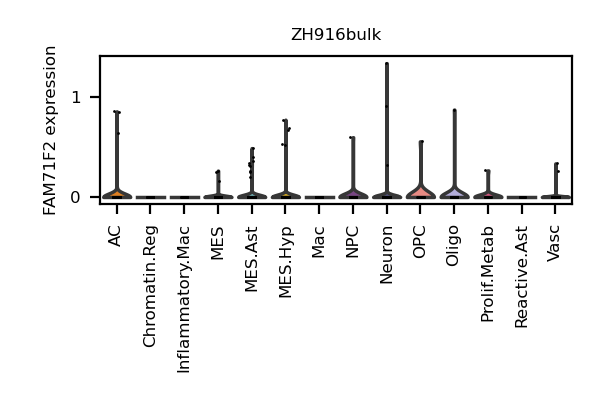 ZH916bulk
FAM71F2 expression
1
0
AC
Chromatin.Reg
Inflammatory.Mac
MES
MES.Ast
MES.Hyp
Mac
NPC
Neuron
OPC
Oligo
Prolif.Metab
Reactive.Ast
Vasc